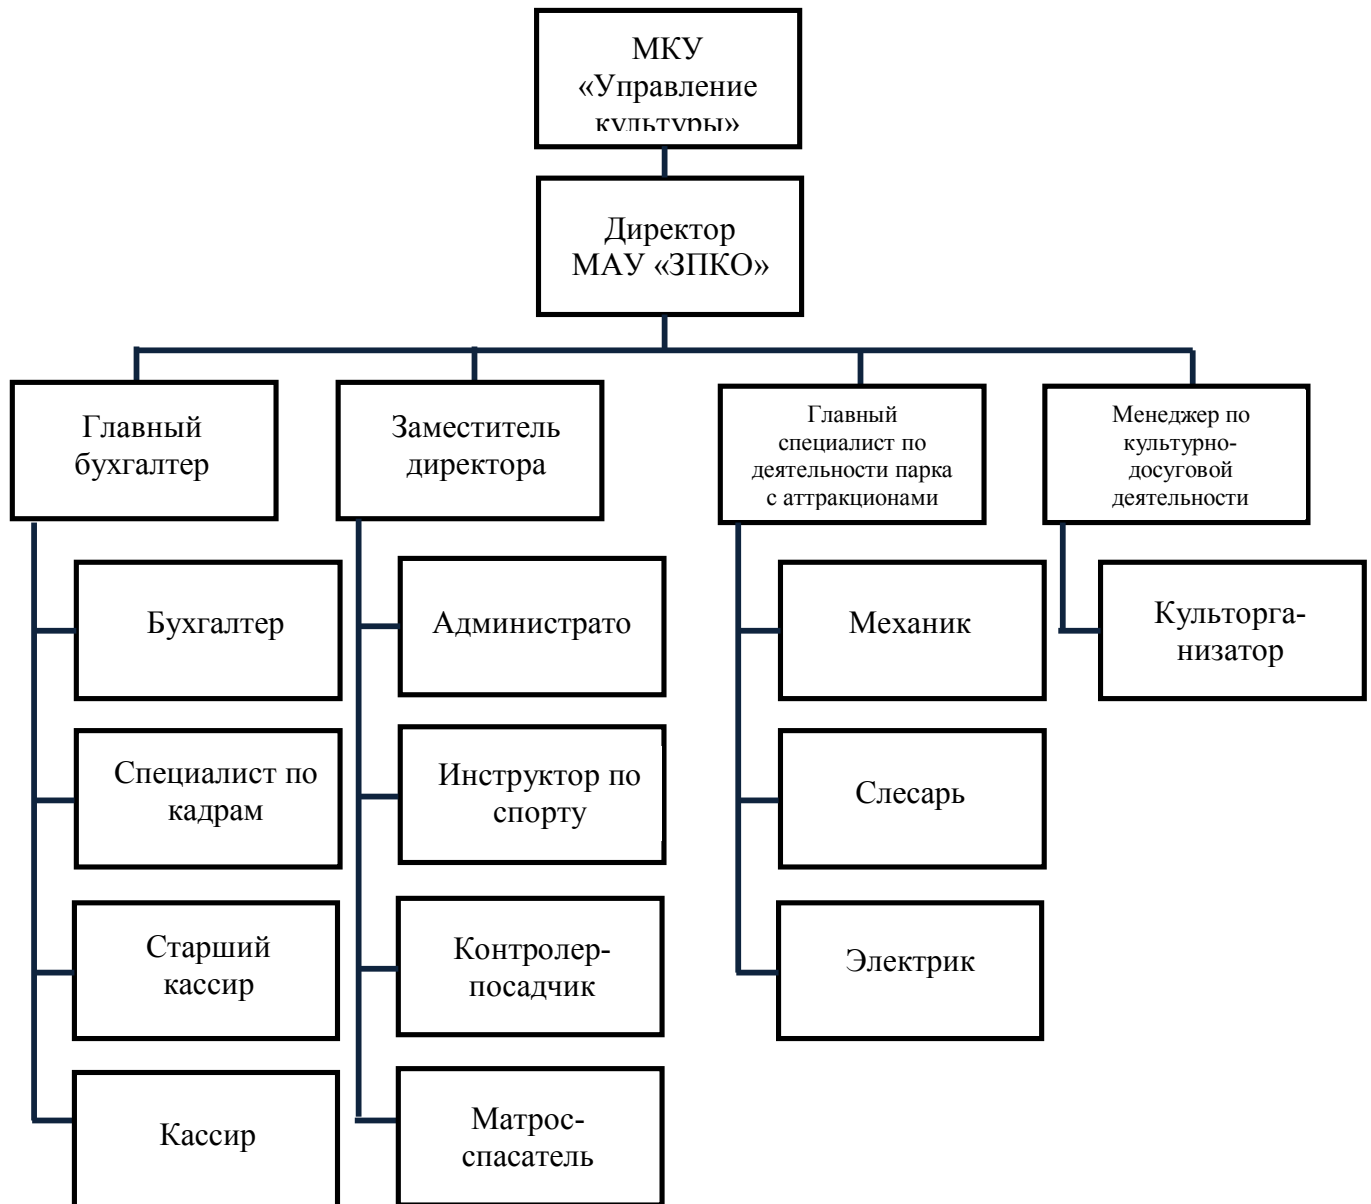 МКУ
«Управление
культуры»
Директор
МАУ «ЗПКО»
Главный
бухгалтер
Заместитель
директора
Главный
специалист по
деятельности парка
с аттракционами
Менеджер по
культурно-
досуговой
деятельности
Бухгалтер
Администрато
Механик
Культорга-
низатор
Специалист по
кадрам
Инструктор по
спорту
Слесарь
Старший
кассир
Контролер-
посадчик
Электрик
Кассир
Матрос-
спасатель